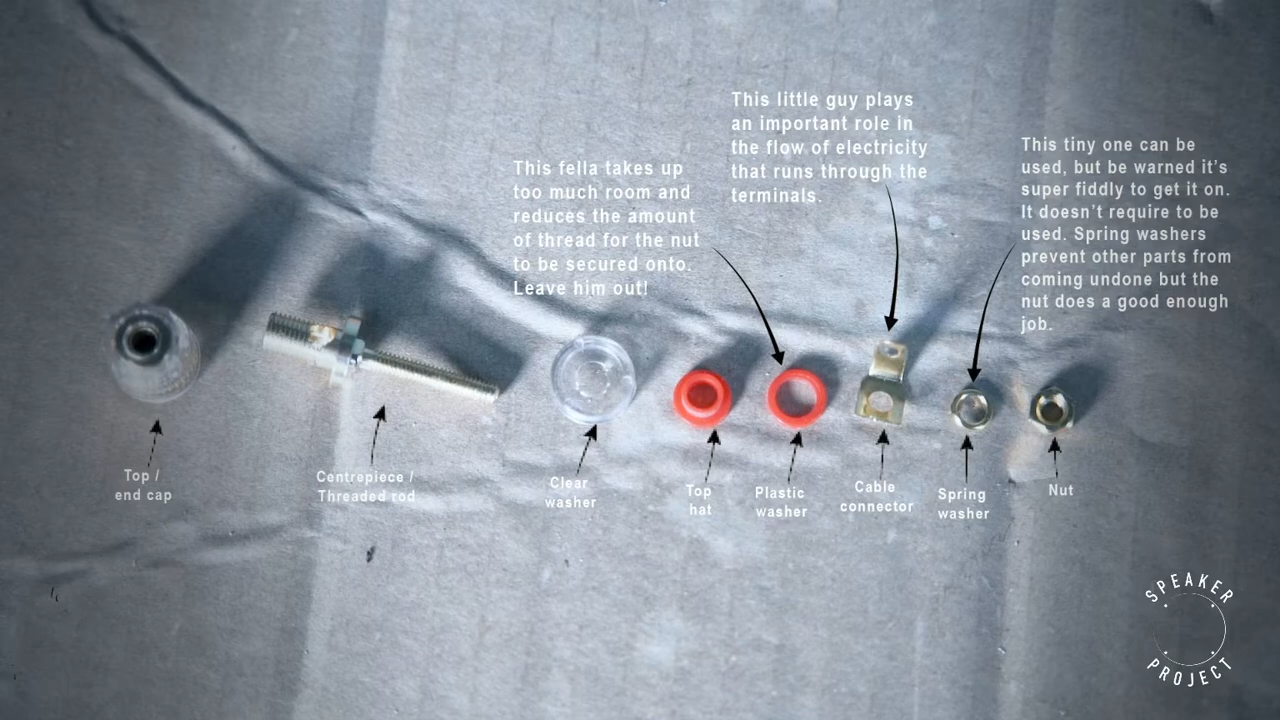 This fella takes up
too much room and
reduces the amount
of thread for the nut
to be secured onto.
Leave him out!
This little guy plays
an important role in
the flow of electricity
that runs through the
terminals.
This tiny one can be
used, but be warned it's
super fiddly to get it on.
It doesn't require to be
used. Spring washers
prevent other parts from
coming undone but the
nut does a good enough
job.
Top /
end cap
Centrepiece /
Threaded rod
Clear
washer
Top
hat
Plastic
washer
Cable
connector
Spring
washer
Nut
SPEAKER
PROJECT